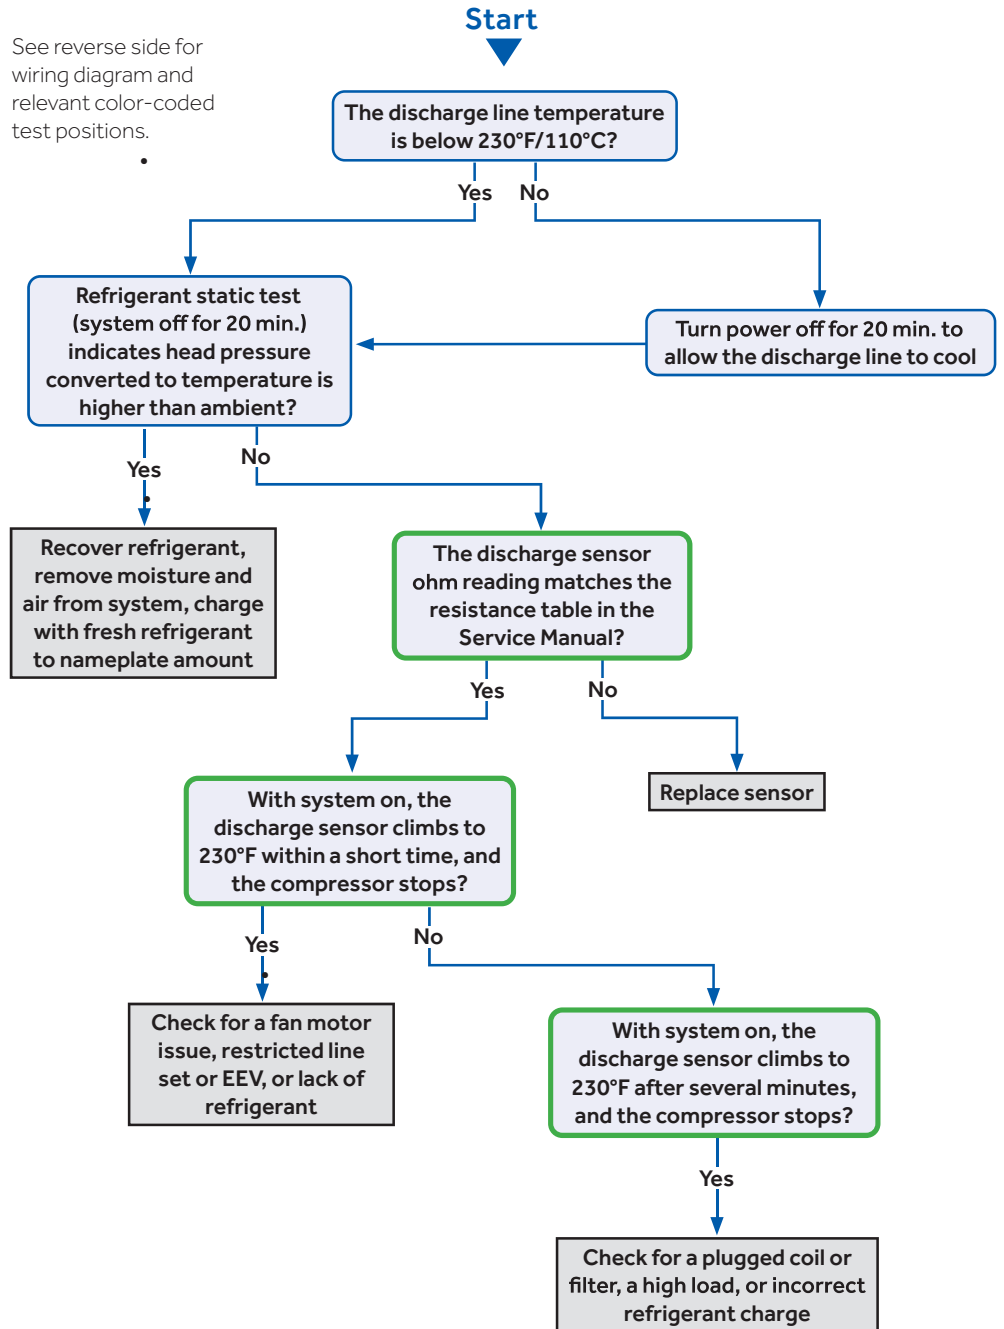 Start
See reverse side for
wiring diagram and
relevant color-coded
test positions.
The discharge line temperature
is below 230°F/110°C?
Yes
No
Refrigerant static test
(system off for 20 min.)
indicates head pressure
converted to temperature is
higher than ambient?
Turn power off for 20 min. to
allow the discharge line to cool
Yes
No
Recover refrigerant,
remove moisture and
air from system, charge
with fresh refrigerant
to nameplate amount
The discharge sensor
ohm reading matches the
resistance table in the
Service Manual?
Yes
No
Replace sensor
With system on, the
discharge sensor climbs to
230°F within a short time, and
the compressor stops?
Yes
No
Check for a fan motor
issue, restricted line
set or EEV, or lack of
refrigerant
With system on, the
discharge sensor climbs to
230°F after several minutes,
and the compressor stops?
Yes
Check for a plugged coil or
filter, a high load, or incorrect
refrigerant charge